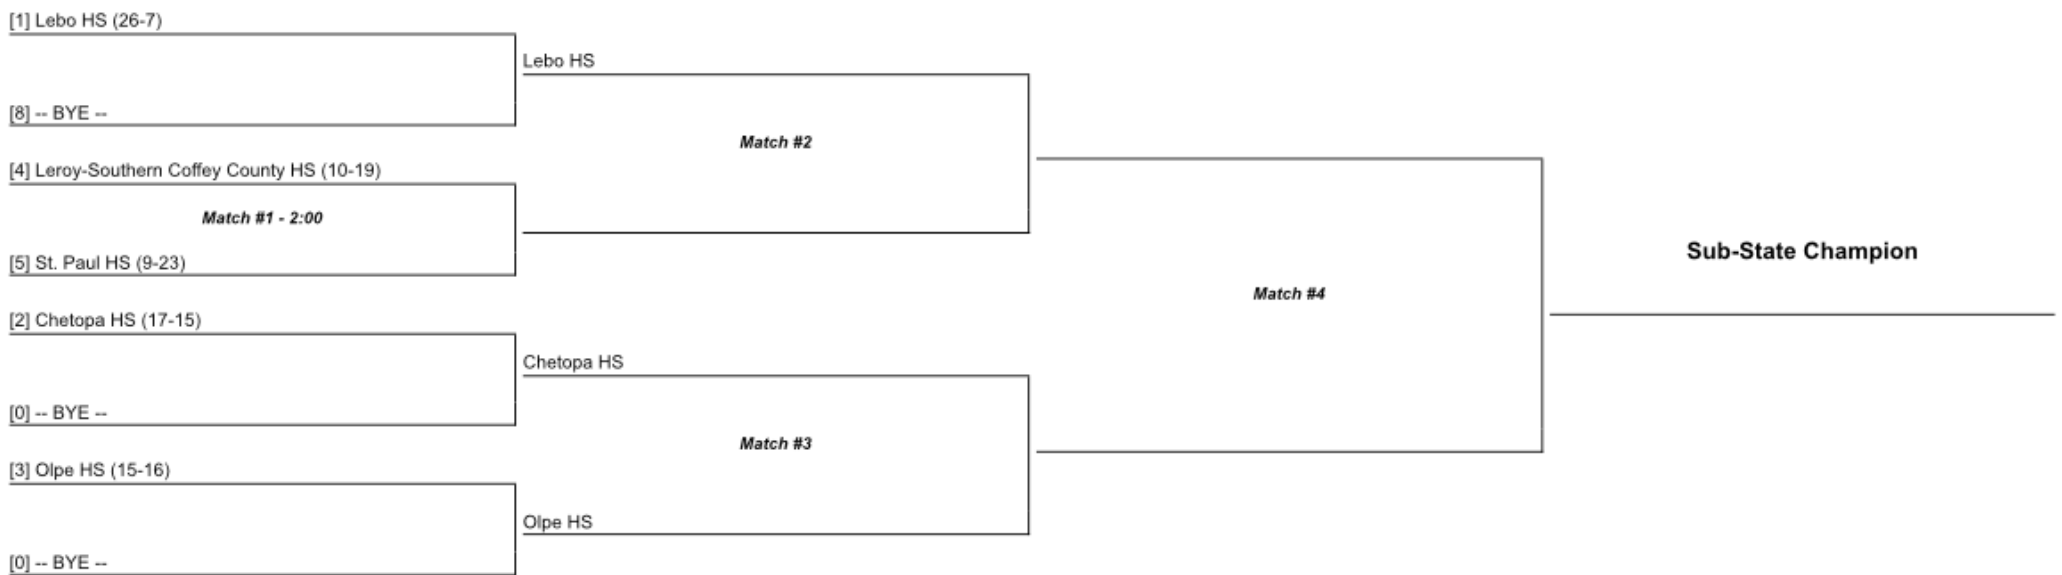 [1] Lebo HS (26-7)
Lebo HS
[8] -- BYE --
Match #2
[4] Leroy-Southern Coffey County HS (10-19)
Match #1 - 2:00
[5] St. Paul HS (9-23)
Sub-State Champion
Match #4
[2] Chetopa HS (17-15)
Chetopa HS
[0] -- BYE --
Match #3
[3] Olpe HS (15-16)
Olpe HS
[0] -- BYE --